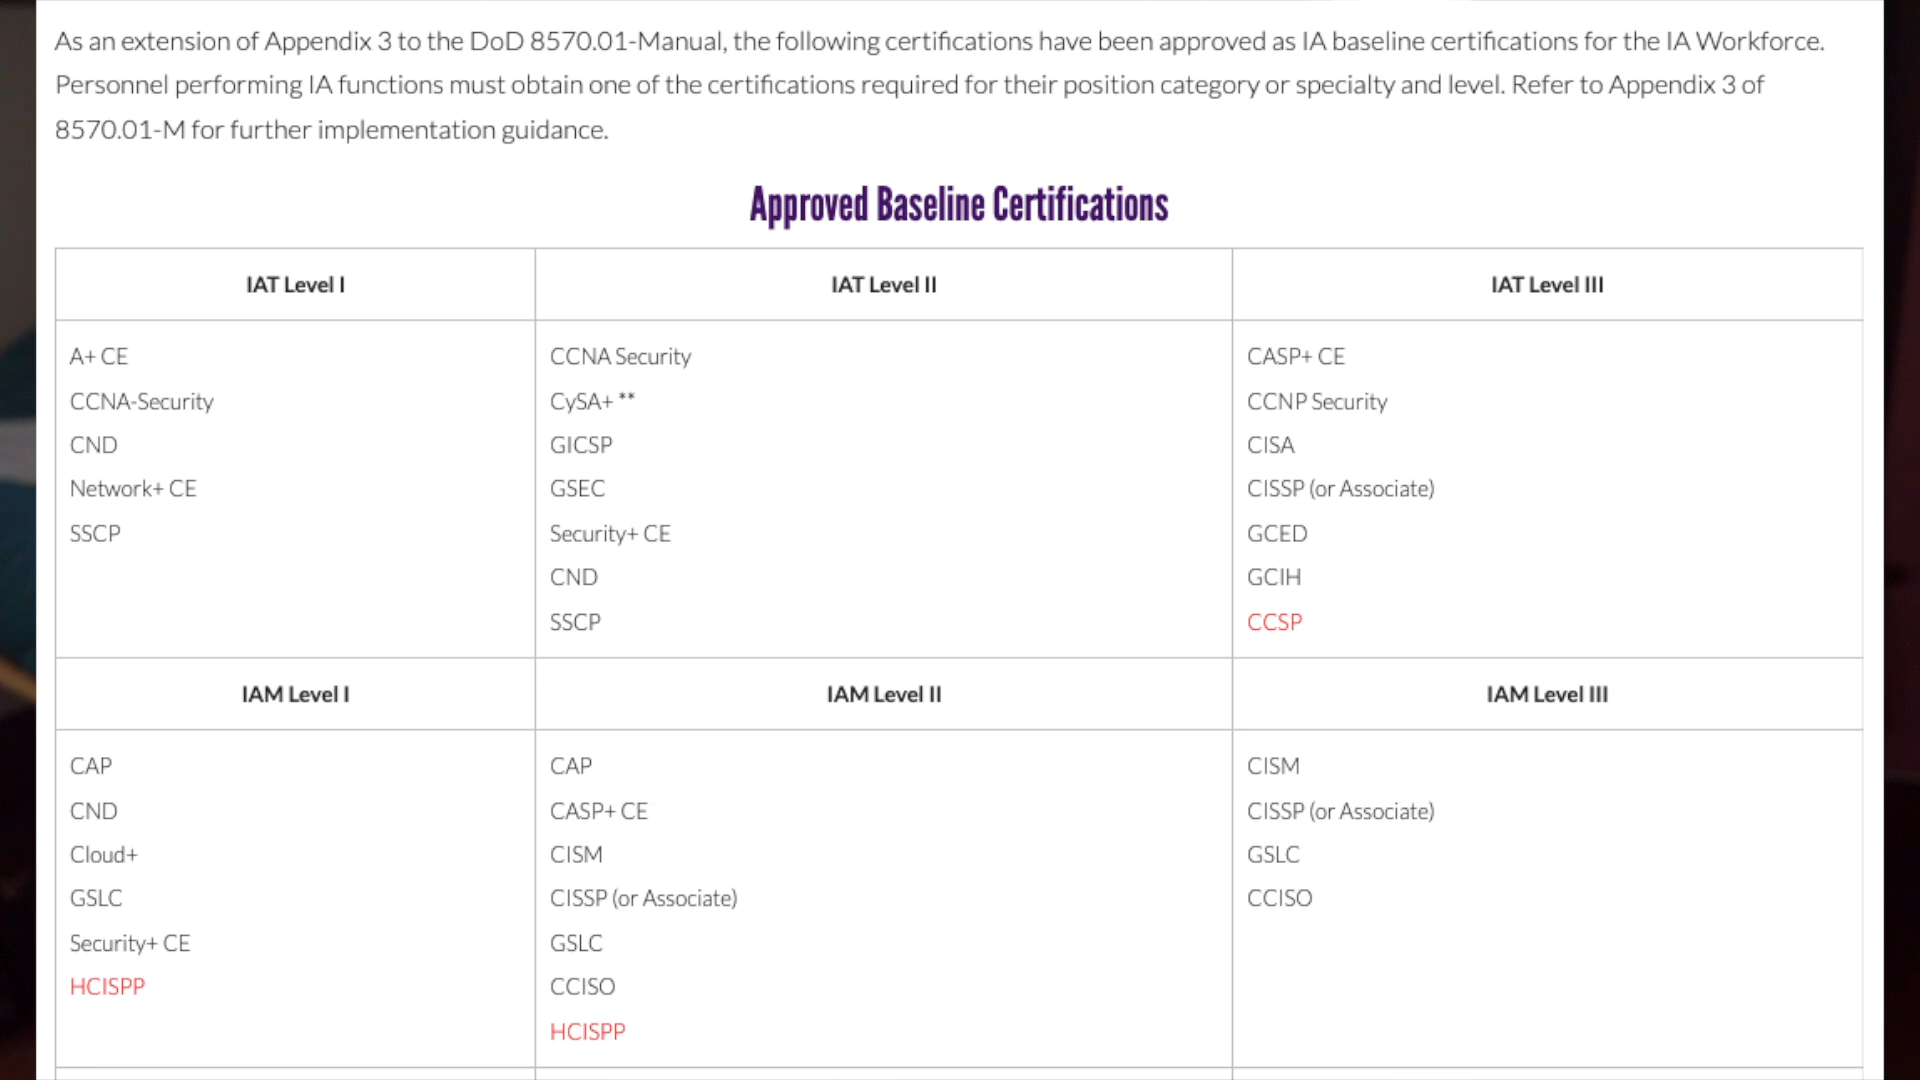 As an extension of Appendix 3 to the DoD 8570.01-Manual, the following certifications have been approved as IA baseline certifications for the IA Workforce.
Personnel performing IA functions must obtain one of the certifications required for their position category or specialty and level. Refer to Appendix 3 of
8570.01-M for further implementation guidance.
Approved Baseline Certifications
IAT Level I
IAT Level II
IAT Level III
A+ CE
CCNA-Security
CND
Network+ CE
SSCP
CCNA Security
CySA+ **
GICSP
GSEC
Security+ CE
CND
SSCP
CASP+ CE
CCNP Security
CISA
CISSP (or Associate)
GCED
GCIH
CCSP
IAM Level I
IAM Level II
IAM Level III
CAP
CND
Cloud+
GSLC
Security+ CE
HCISPP
CAP
CASP+ CE
CISM
CISSP (or Associate)
GSLC
CCISO
HCISPP
CISM
CISSP (or Associate)
GSLC
CCISO